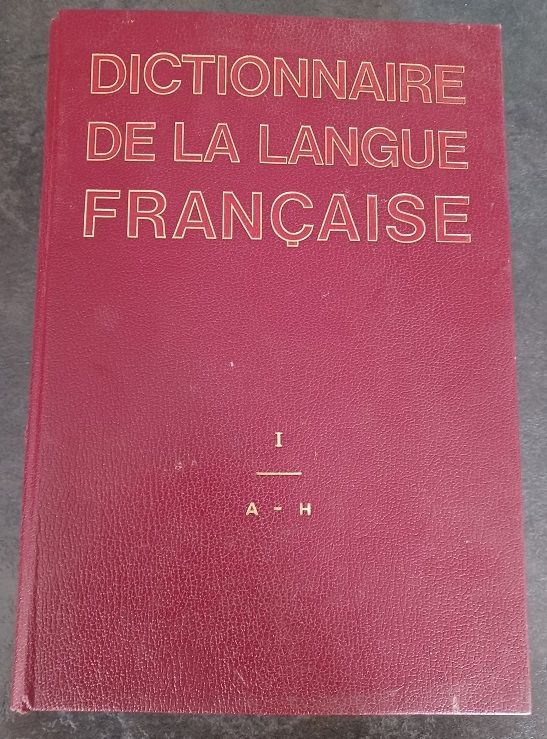 DICTIONNAIRE
DE LA LANGUE
FRANÇAISE
I
A - H